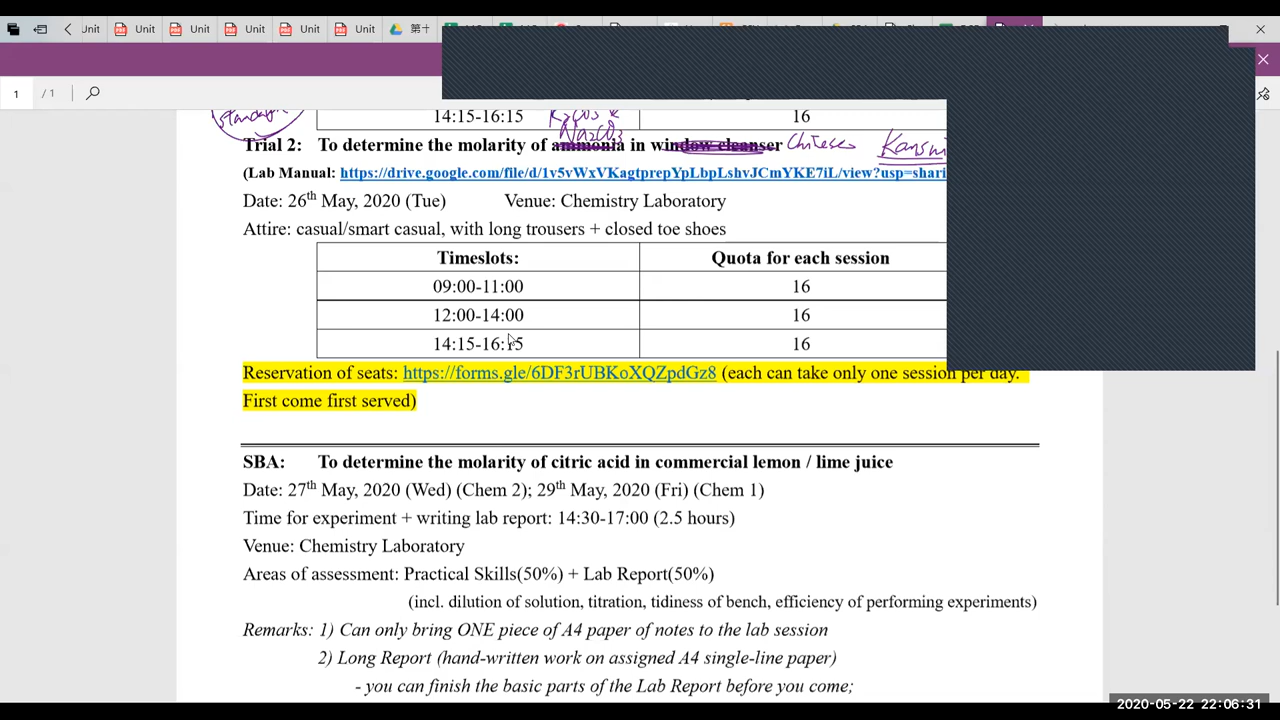 Unit Unit Unit Unit Unit Unit 第十
1 / 1
14:15-16:15 K₂CO₃ & 16
Na₂CO₃
Trial 2: To determine the molarity of ammonia in window cleanser Chinese Kansui
(Lab Manual: https://drive.google.com/file/d/1v5vWxVKagtprepYpLbpLshvJCmYKE7iL/view?usp=shari
Date: 26th May, 2020 (Tue) Venue: Chemistry Laboratory
Attire: casual/smart casual, with long trousers + closed toe shoes
Timeslots: Quota for each session
09:00-11:00 16
12:00-14:00 16
14:15-16:15 16
Reservation of seats: https://forms.gle/6DF3rUBKoXQZpdGz8 (each can take only one session per day.
First come first served)
SBA: To determine the molarity of citric acid in commercial lemon / lime juice
Date: 27th May, 2020 (Wed) (Chem 2); 29th May, 2020 (Fri) (Chem 1)
Time for experiment + writing lab report: 14:30-17:00 (2.5 hours)
Venue: Chemistry Laboratory
Areas of assessment: Practical Skills(50%) + Lab Report(50%)
(incl. dilution of solution, titration, tidiness of bench, efficiency of performing experiments)
Remarks: 1) Can only bring ONE piece of A4 paper of notes to the lab session
2) Long Report (hand-written work on assigned A4 single-line paper)
- you can finish the basic parts of the Lab Report before you come;
2020-05-22 22:06:31